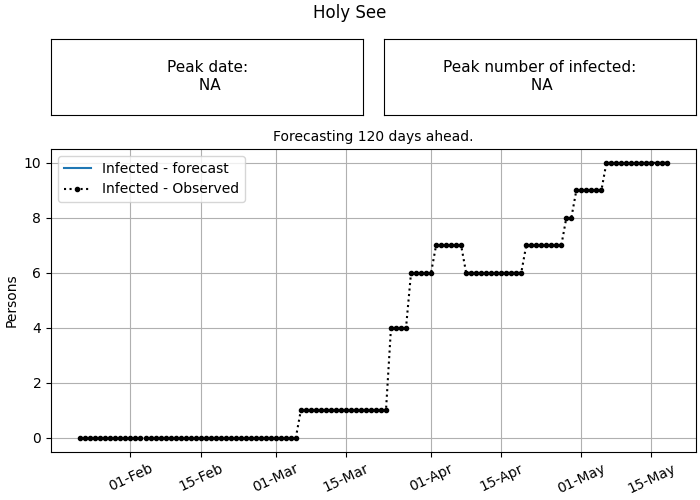 Holy See
Peak date:
NA
Peak number of infected:
NA
Forecasting 120 days ahead.
Infected - forecast
Infected - Observed
Persons
10
8
6
4
2
0
01-Feb
15-Feb
01-Mar
15-Mar
01-Apr
15-Apr
01-May
15-May